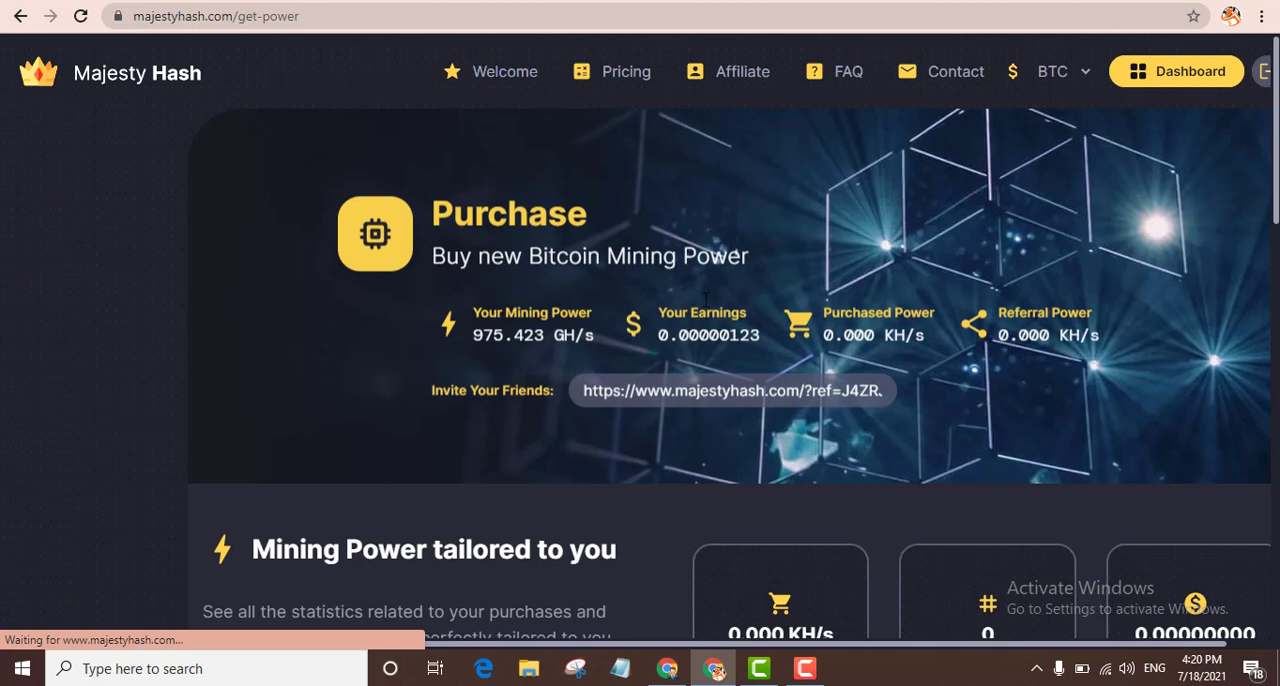 majestyhash.com/get-power
Majesty Hash
Welcome
Pricing
Affiliate
FAQ
Contact
BTC
Dashboard
Purchase
Buy new Bitcoin Mining Power
Your Mining Power
975.423 GH/s
Your Earnings
0.00000123
Purchased Power
0.000 KH/s
Referral Power
0.000 KH/s
Invite Your Friends: https://www.majestyhash.com/?ref=J4ZR
Mining Power tailored to you
See all the statistics related to your purchases and
perfectly tailored to you
0.000 KH/s
0
0.00000000
Activate Windows
Go to Settings to activate Windows.
Waiting for www.majestyhash.com...
Type here to search
ENG
4:20 PM
7/18/2021
18